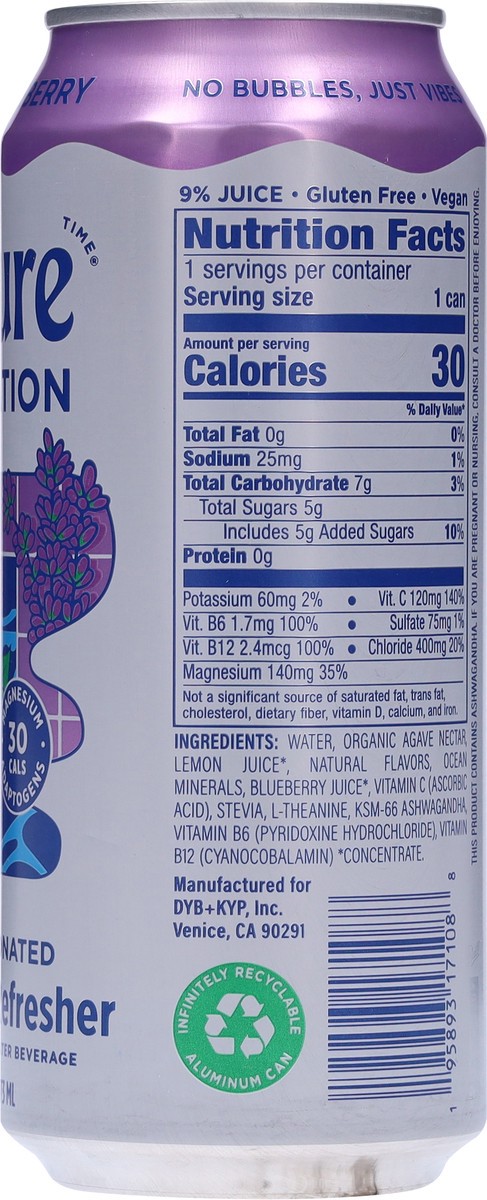 NO BUBBLES, JUST VIBES
TIME®
9% JUICE • Gluten Free • Vegan
Nutrition Facts
1 servings per container
Serving size 1 can
Amount per serving
Calories 30
% Daily Value*
Total Fat 0g 0%
Sodium 25mg 1%
Total Carbohydrate 7g 3%
Total Sugars 5g
Includes 5g Added Sugars 10%
Protein 0g
Potassium 60mg 2% • Vit. C 120mg 140%
Vit. B6 1.7mg 100% • Sulfate 75mg 1%
Vit. B12 2.4mcg 100% • Chloride 400mg 20%
Magnesium 140mg 35%
Not a significant source of saturated fat, trans fat,
cholesterol, dietary fiber, vitamin D, calcium, and iron.
INGREDIENTS: WATER, ORGANIC AGAVE NECTAR,
LEMON JUICE*, NATURAL FLAVORS, OCEAN
MINERALS, BLUEBERRY JUICE*, VITAMIN C (ASCORBIC
ACID), STEVIA, L-THEANINE, KSM-66 ASHWAGANDHA,
VITAMIN B6 (PYRIDOXINE HYDROCHLORIDE), VITAMIN
B12 (CYANOCOBALAMIN) *CONCENTRATE.
Manufactured for
DYB+KYP, Inc.
Venice, CA 90291
INFINITELY RECYCLABLE
ALUMINUM CAN
THIS PRODUCT CONTAINS ASHWAGANDHA. IF YOU ARE PREGNANT OR NURSING, CONSULT A DOCTOR BEFORE ENJOYING.
1 95893 17108 8
BERRY
ure
TION
MAGNESIUM •
30
CALS
ADAPTOGENS
NATED
efresher
TER BEVERAGE
3 ML